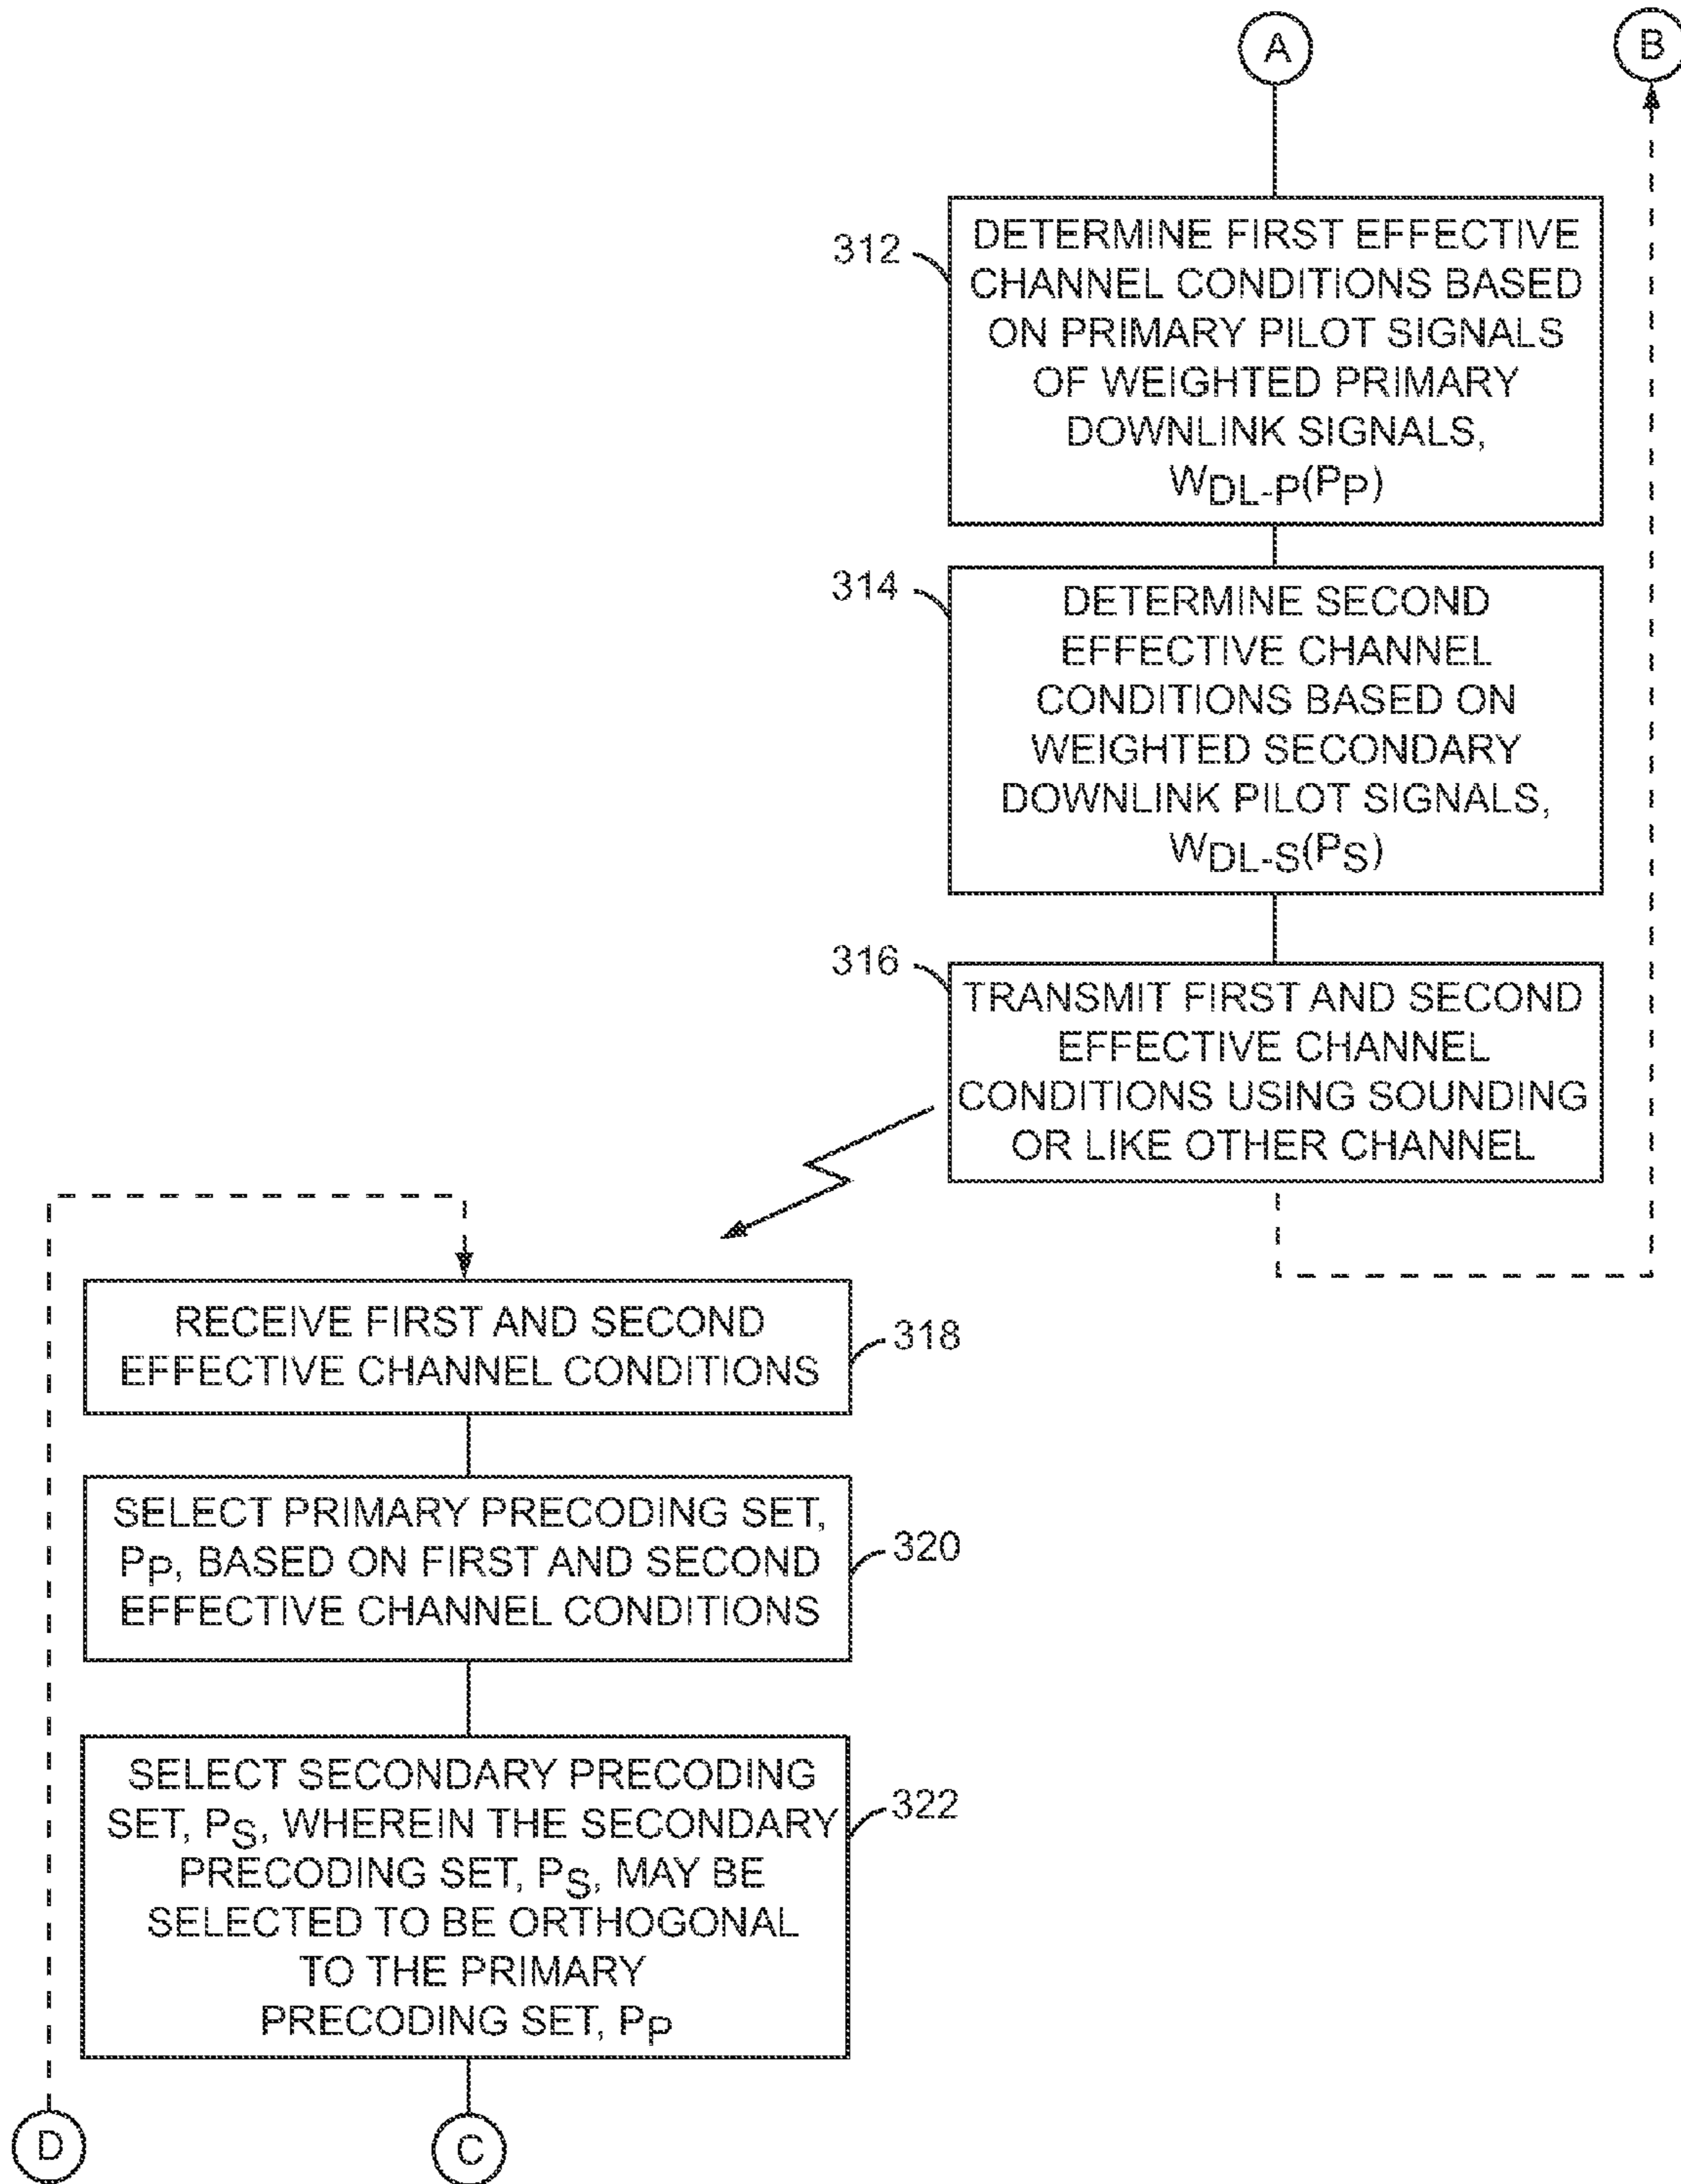 A
B
312
DETERMINE FIRST EFFECTIVE
CHANNEL CONDITIONS BASED
ON PRIMARY PILOT SIGNALS
OF WEIGHTED PRIMARY
DOWNLINK SIGNALS,
WDL-P(PP)
314
DETERMINE SECOND
EFFECTIVE CHANNEL
CONDITIONS BASED ON
WEIGHTED SECONDARY
DOWNLINK PILOT SIGNALS,
WDL-S(PS)
316
TRANSMIT FIRST AND SECOND
EFFECTIVE CHANNEL
CONDITIONS USING SOUNDING
OR LIKE OTHER CHANNEL
RECEIVE FIRST AND SECOND
EFFECTIVE CHANNEL CONDITIONS
318
SELECT PRIMARY PRECODING SET,
PP, BASED ON FIRST AND SECOND
EFFECTIVE CHANNEL CONDITIONS
320
SELECT SECONDARY PRECODING
SET, PS, WHEREIN THE SECONDARY
PRECODING SET, PS, MAY BE
SELECTED TO BE ORTHOGONAL
TO THE PRIMARY
PRECODING SET, PP
322
D
C